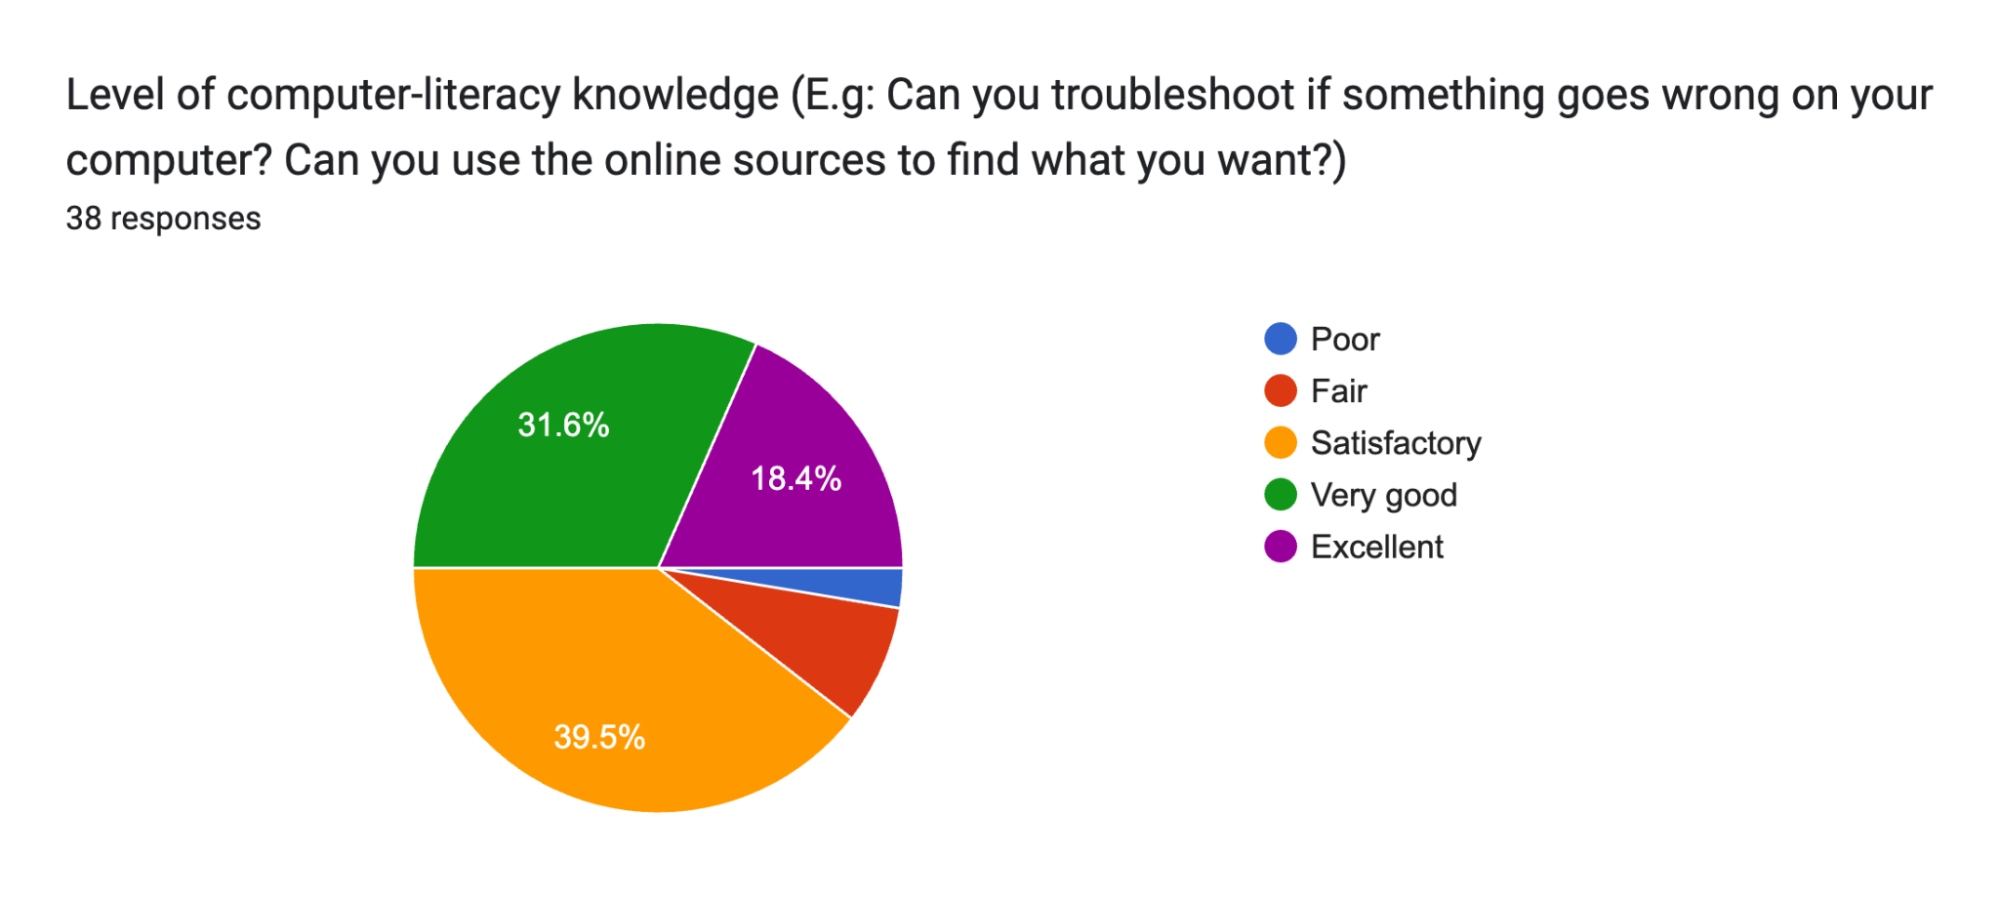 Level of computer-literacy knowledge (E.g: Can you troubleshoot if something goes wrong on your
computer? Can you use the online sources to find what you want?)
38 responses
31.6%
18.4%
39.5%
Poor
Fair
Satisfactory
Very good
Excellent